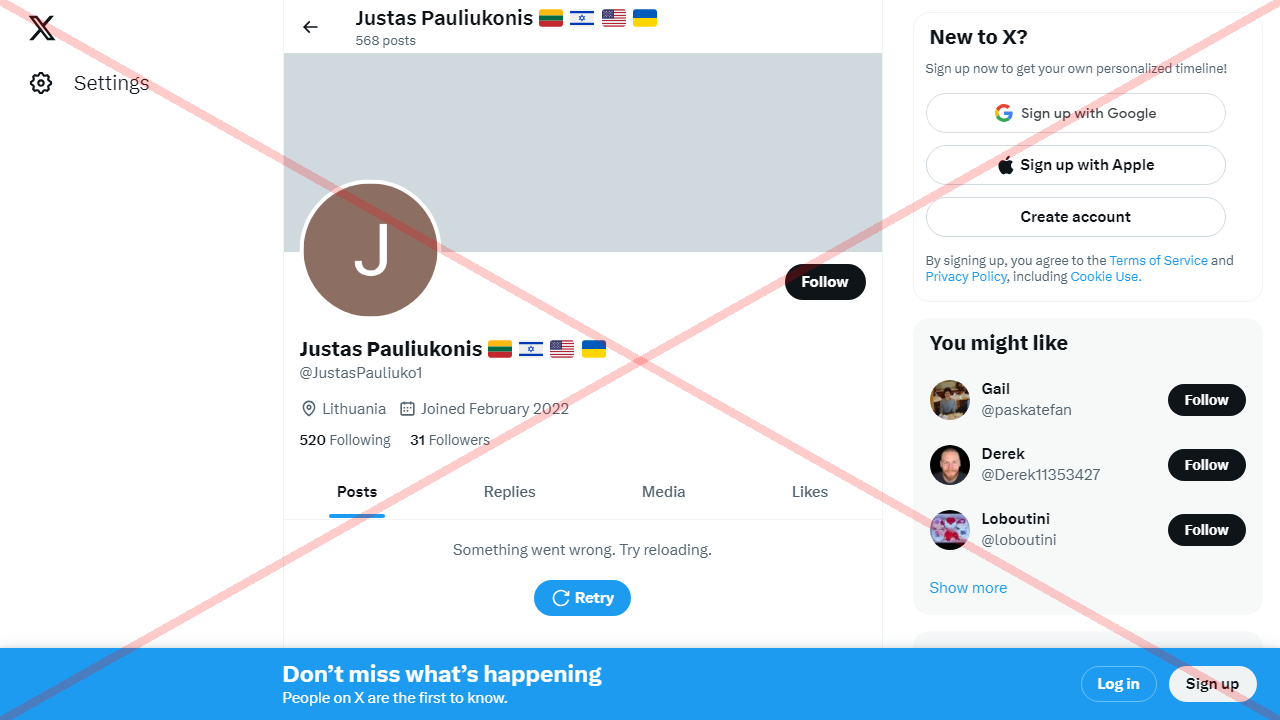 Settings
Justas Pauliukonis 🇱🇹 🇮🇱 🇺🇸 🇺🇦
568 posts
J
Follow
Justas Pauliukonis 🇱🇹 🇮🇱 🇺🇸 🇺🇦
@JustasPauliuko1
Lithuania Joined February 2022
520 Following 31 Followers
Posts Replies Media Likes
Something went wrong. Try reloading.
Retry
New to X?
Sign up now to get your own personalized timeline!
Sign up with Google
Sign up with Apple
Create account
By signing up, you agree to the Terms of Service and
Privacy Policy, including Cookie Use.
You might like
Gail
@paskatefan
Follow
Derek
@Derek11353427
Follow
Loboutini
@loboutini
Follow
Show more
Don’t miss what’s happening
People on X are the first to know.
Log in
Sign up